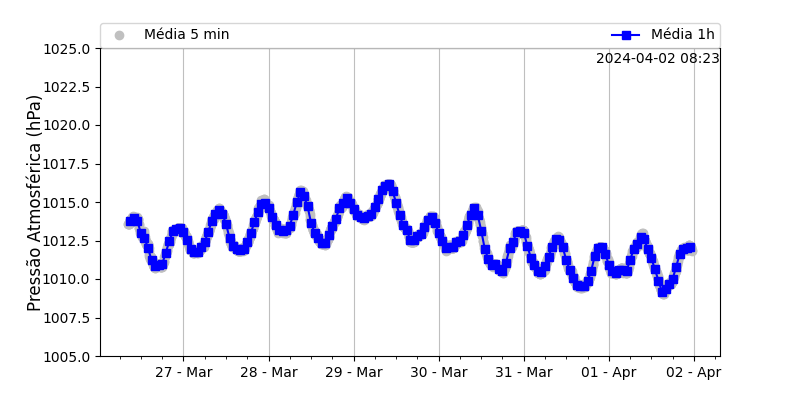 Média 5 min
Média 1h
2024-04-02 08:23
Pressão Atmosférica (hPa)
1025.0
1022.5
1020.0
1017.5
1015.0
1012.5
1010.0
1007.5
1005.0
27 - Mar
28 - Mar
29 - Mar
30 - Mar
31 - Mar
01 - Apr
02 - Apr